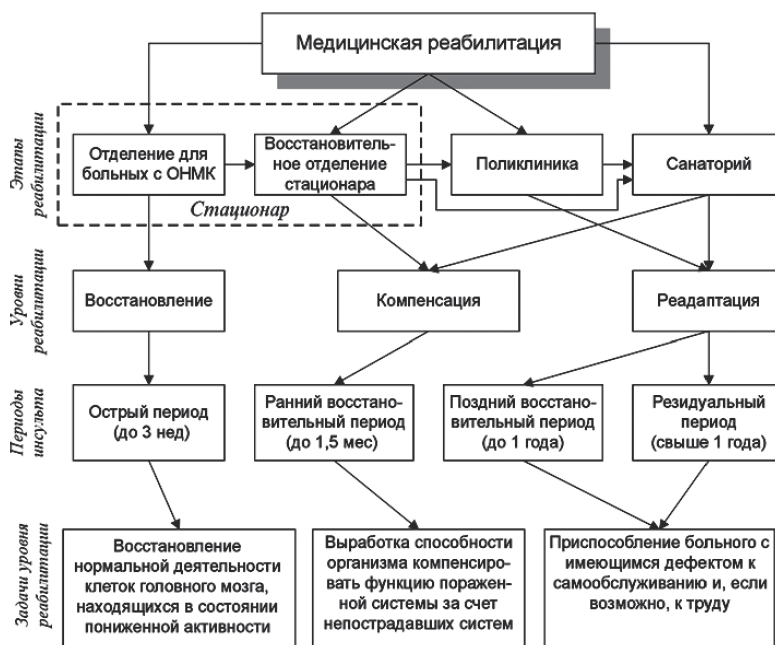 Медицинская реабилитация
Этапы
реабилитации
Отделение для
больных с ОНМК
Восстановитель-
ное отделение
стационара
Поликлиника
Санаторий
Стационар
Уровни
реабилитации
Восстановление
Компенсация
Реадаптация
Периоды
инсульта
Острый период
(до 3 нед)
Ранний восстано-
вительный период
(до 1,5 мес)
Поздний восстано-
вительный период
(до 1 года)
Резидуальный
период
(свыше 1 года)
Задачи уровня
реабилитации
Восстановление
нормальной деятельности
клеток головного мозга,
находящихся в состоянии
пониженной активности
Выработка способности
организма компенсиро-
вать функцию поражен-
ной системы за счет
непострадавших систем
Приспособление больного с
имеющимся дефектом к
самообслуживанию и, если
возможно, к труду